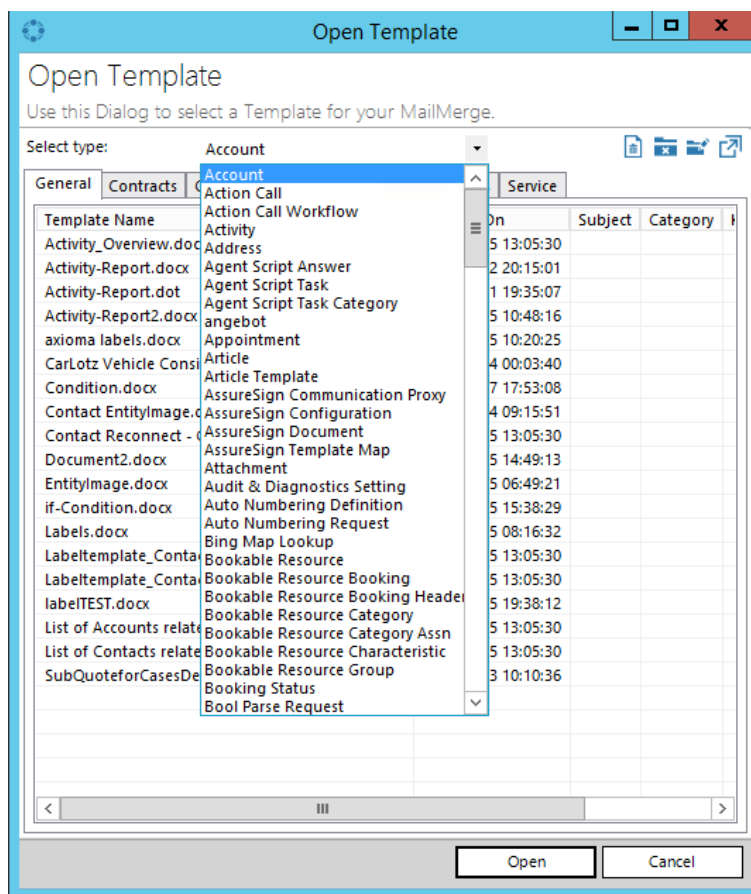 Open Template
x
Open Template
Use this Dialog to select a Template for your MailMerge.
Select type: Account
General Contracts Service
Template Name On Subject Category
Activity_Overview.doc 5 13:05:30
Activity-Report.docx 2 20:15:01
Activity-Report.dot 1 19:35:07
Activity-Report2.docx 5 10:48:16
axioma labels.docx 5 10:20:25
CarLotz Vehicle Consi 4 00:03:40
Condition.docx 7 17:53:08
Contact EntityImage.d 4 09:15:51
Contact Reconnect - 5 13:05:30
Document2.docx 5 14:49:13
EntityImage.docx 5 06:49:21
if-Condition.docx 5 15:38:29
Labels.docx 5 08:16:32
Labeltemplate_Conta 5 13:05:30
Labeltemplate_Conta 5 13:05:30
labelTEST.docx 5 19:38:12
List of Accounts relate 5 13:05:30
List of Contacts relate 5 13:05:30
SubQuoteforCasesDe 3 10:10:36
Account
Action Call
Action Call Workflow
Activity
Address
Agent Script Answer
Agent Script Task
Agent Script Task Category
angebot
Appointment
Article
Article Template
AssureSign Communication Proxy
AssureSign Configuration
AssureSign Document
AssureSign Template Map
Attachment
Audit & Diagnostics Setting
Auto Numbering Definition
Auto Numbering Request
Bing Map Lookup
Bookable Resource
Bookable Resource Booking
Bookable Resource Booking Header
Bookable Resource Category
Bookable Resource Category Assn
Bookable Resource Characteristic
Bookable Resource Group
Booking Status
Bool Parse Request
Open Cancel